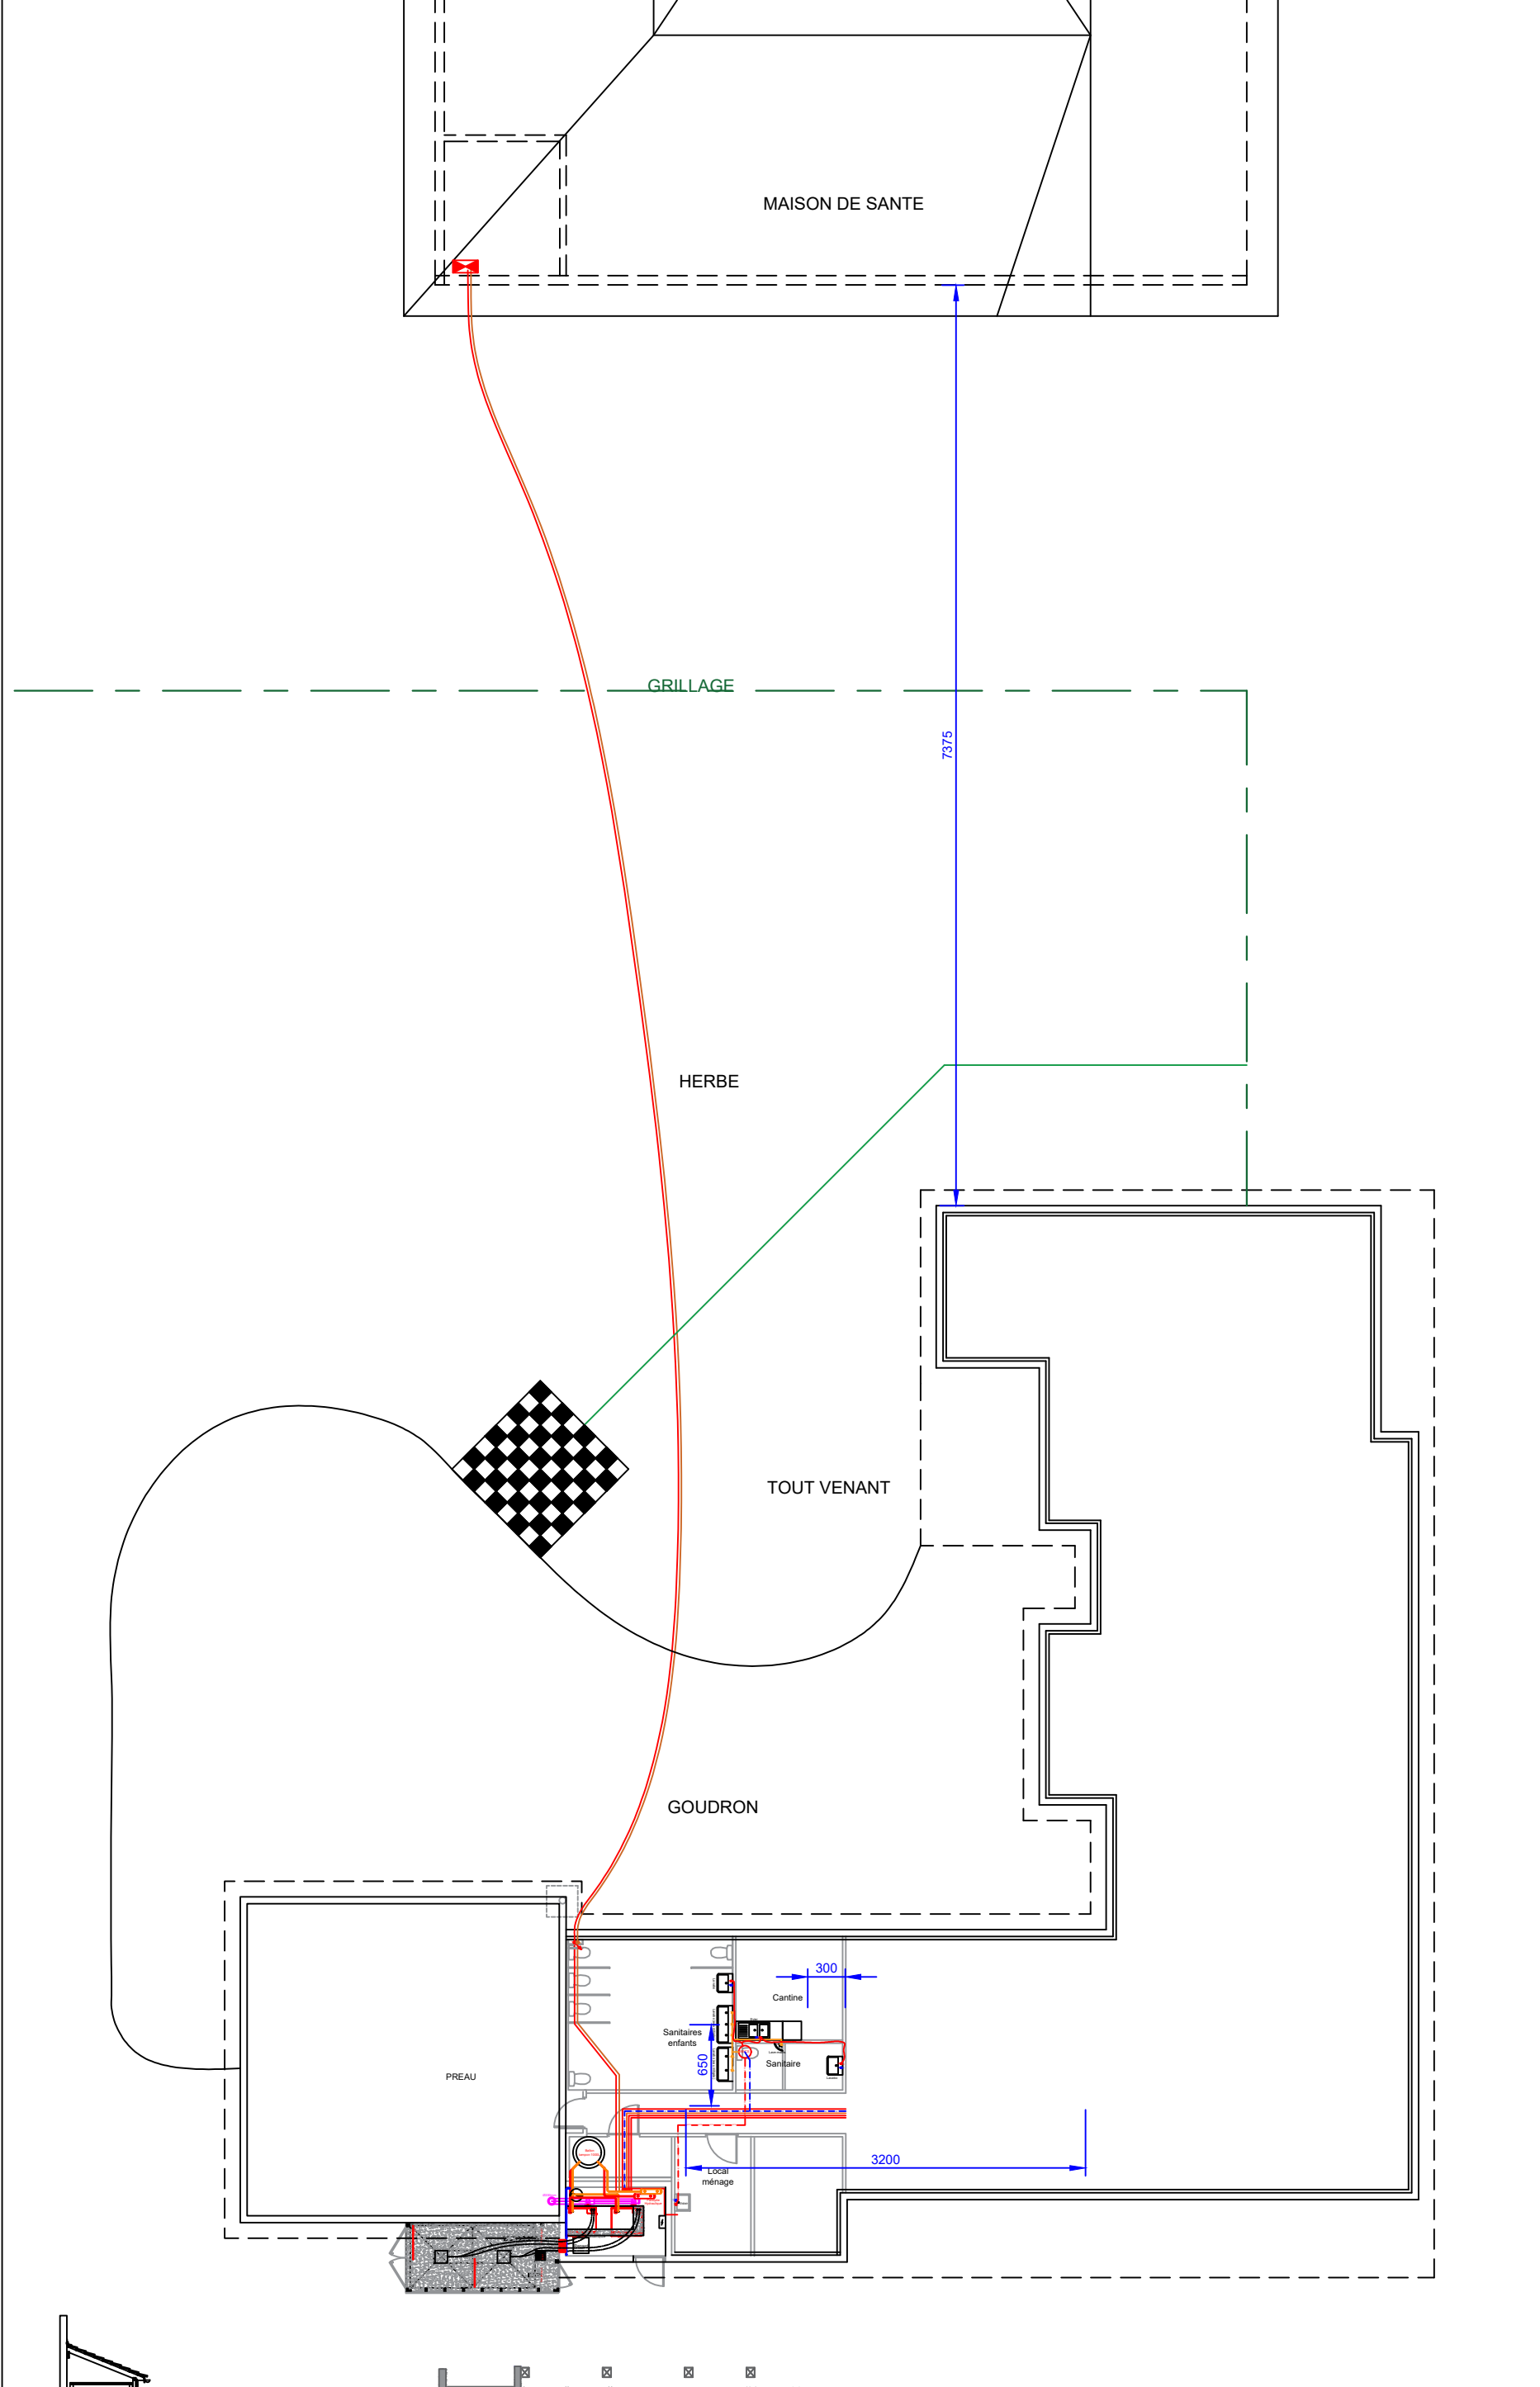 MAISON DE SANTE
GRILLAGE
7375
HERBE
TOUT VENANT
GOUDRON
300
Cantine
Sanitaires
enfants
650
Sanitaire
PREAU
3200
Local
ménage